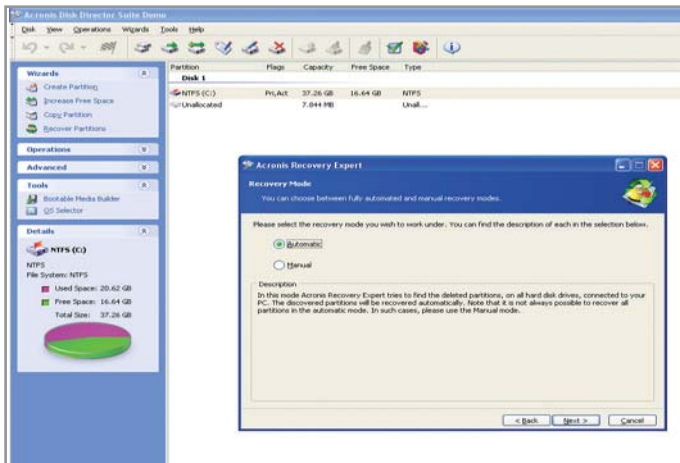 Acronis Disk Director Suite Demo
Disk View Operations Wizards Tools Help
Wizards
Create Partition
Increase Free Space
Copy Partition
Recover Partitions
Operations
Advanced
Tools
Bootable Media Builder
OS Selector
Details
NTFS (C:)
NTFS
File System: NTFS
Used Space: 20.62 GB
Free Space: 16.64 GB
Total Size: 37.26 GB
Partition Flags Capacity Free Space Type
Disk 1
NTFS (C:) Pri,Act 37.26 GB 16.64 GB NTFS
Unallocated 7.844 MB Unall...
Acronis Recovery Expert
Recovery Mode
You can choose between fully automated and manual recovery modes.
Please select the recovery mode you wish to work under. You can find the description of each in the selection below.
Automatic
Manual
Description
In this mode Acronis Recovery Expert tries to find the deleted partitions, on all hard disk drives, connected to your
PC. The discovered partitions will be recovered automatically. Note that it is not always possible to recover all
partitions in the automatic mode. In such cases, please use the Manual mode.
< Back Next > Cancel